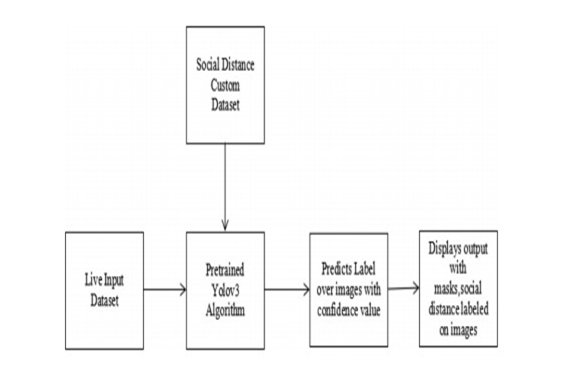 Social Distance
Custom
Dataset
Live Input
Dataset
Pretrained
Yolov3
Algorithm
Predicts Label
over images with
confidence value
Displays output
with
masks,social
distance labeled
on images